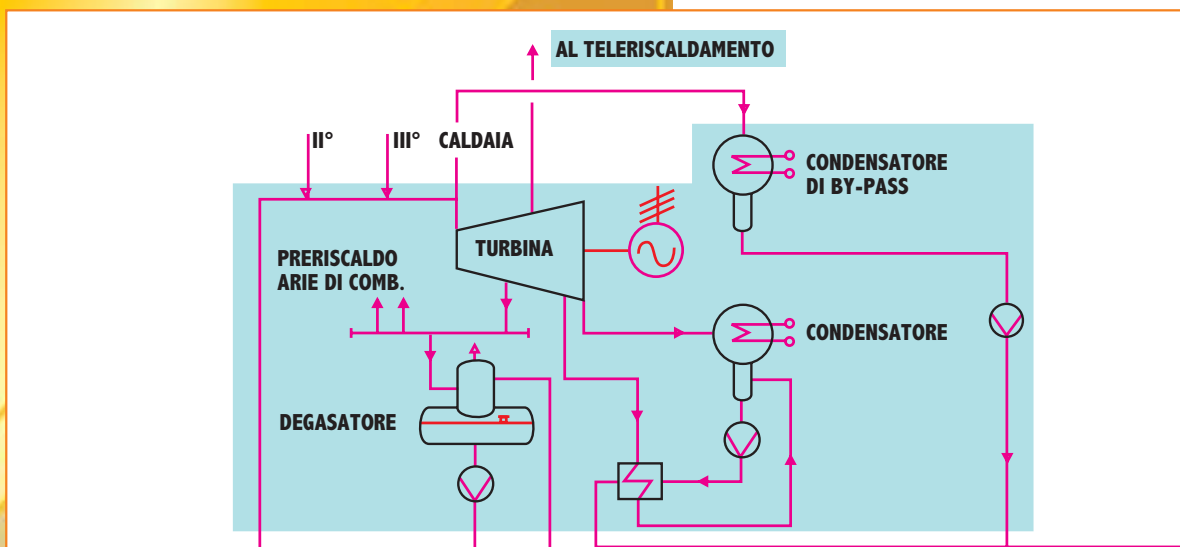 AL TELERISCALDAMENTO
II°
III°
CALDAIA
CONDENSATORE
DI BY-PASS
TURBINA
PRERISCALDO
ARIE DI COMB.
CONDENSATORE
DEGASATORE